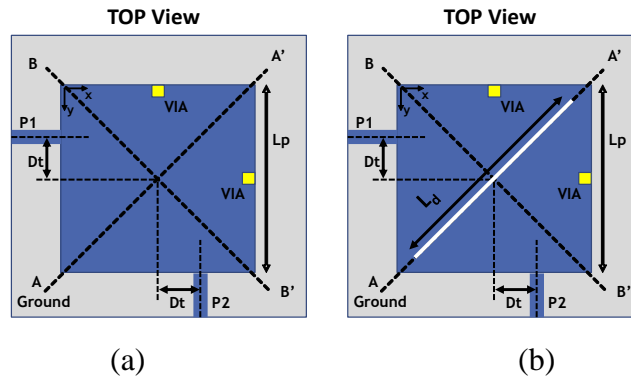 TOP View
B
A'
x
y
P1
VIA
Dt
Lp
VIA
A
Ground
Dt
P2
B'
(a)
TOP View
B
A'
x
y
P1
VIA
Dt
Lp
Ld
VIA
A
Ground
Dt
P2
B'
(b)